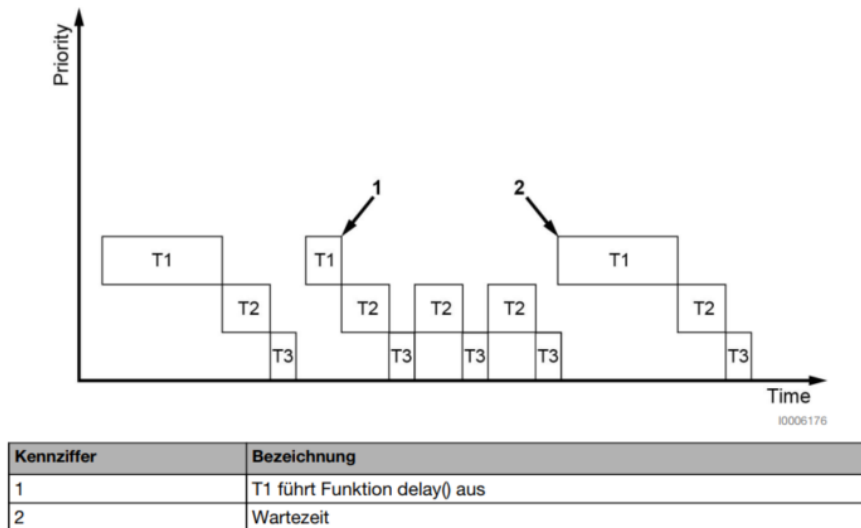 Priority
1
2
T1
T1
T1
T2
T2
T2
T2
T2
T3
T3
T3
T3
T3
Time
I0006176
Kennziffer Bezeichnung
1 T1 führt Funktion delay() aus
2 Wartezeit